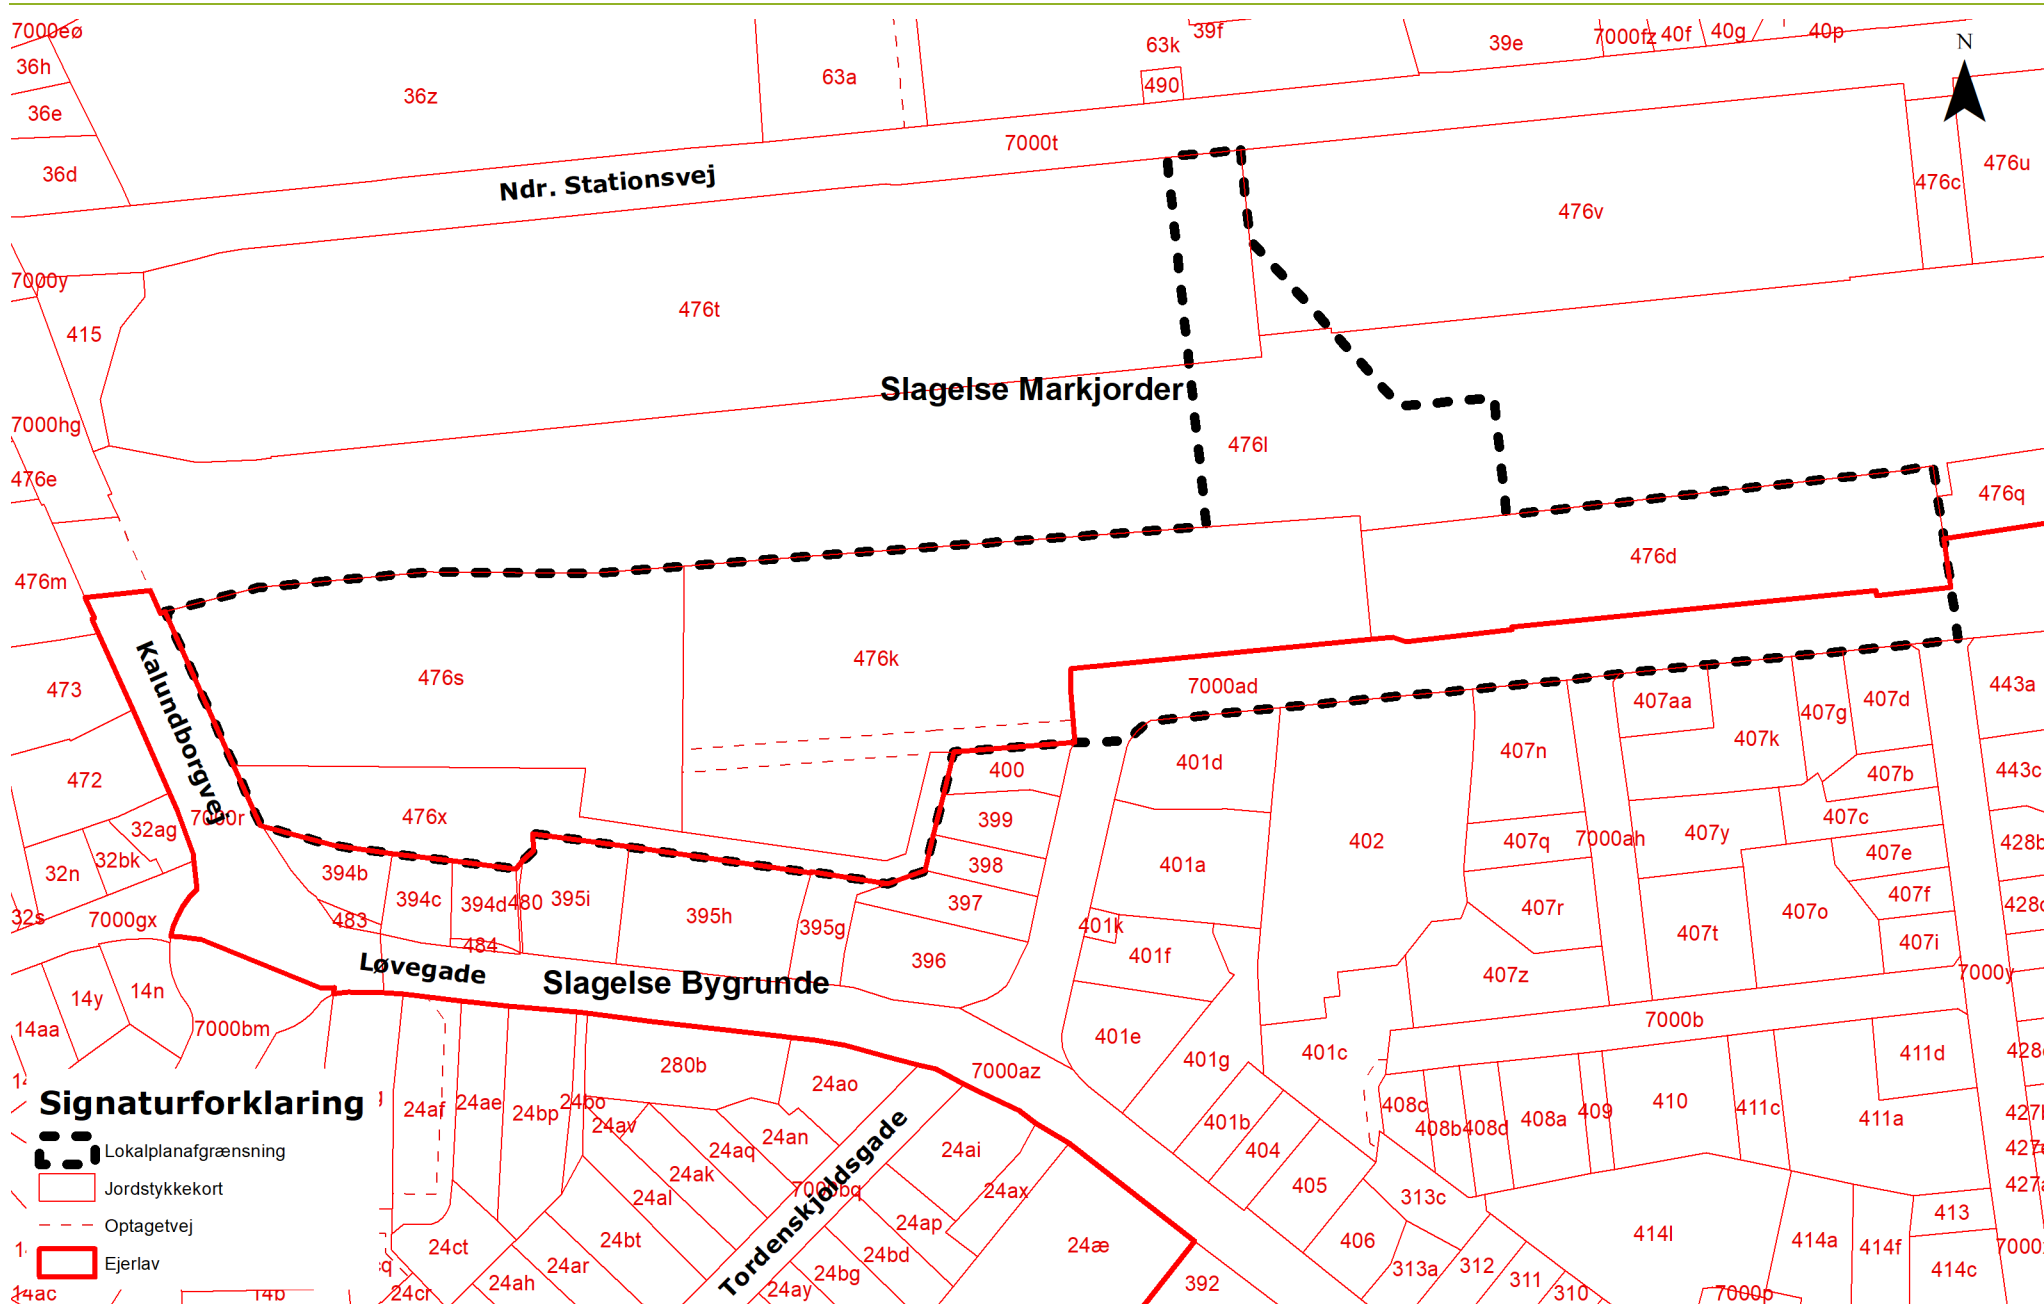 7000eø
39f
63k
39e
7000fz
40f
40g
40p
N
36h
36z
63a
490
36e
7000t
36d
Ndr. Stationsvej
476c
476u
476v
7000y
476t
415
Slagelse Markjorder
7000hg
476l
476e
476q
476m
476d
Kalundborgvej
473
476s
476k
7000ad
443a
407aa
407g
407d
472
400
401d
407n
407k
407b
443c
7000r
476x
399
407c
32ag
32bk
32n
394b
398
401a
402
407q
7000ah
407y
407e
428b
394c
394d
480
395i
395h
395g
397
407r
407o
407f
32s
7000gx
483
484
401k
407t
407i
396
401f
Løvegade
Slagelse Bygrunde
407z
7000y
14y
14n
14aa
7000bm
401e
7000b
401g
401c
411d
280b
7000az
24ao
Signaturforklaring
24af
24ae
24bp
24bo
24av
24an
24aq
24ai
401b
404
408c
408b
408d
408a
409
410
411c
411a
Lokalplanafgrænsning
24ak
24al
7000bq
24ax
405
313c
Jordstykkekort
Tordenskjoldsgade
24ap
406
414l
413
Optagetvej
24ct
24bt
24bd
24æ
414a
414f
Ejerlav
24ar
24bg
392
313a
312
311
310
414c
14ac
14b
24cr
24ah
24ay
7000p